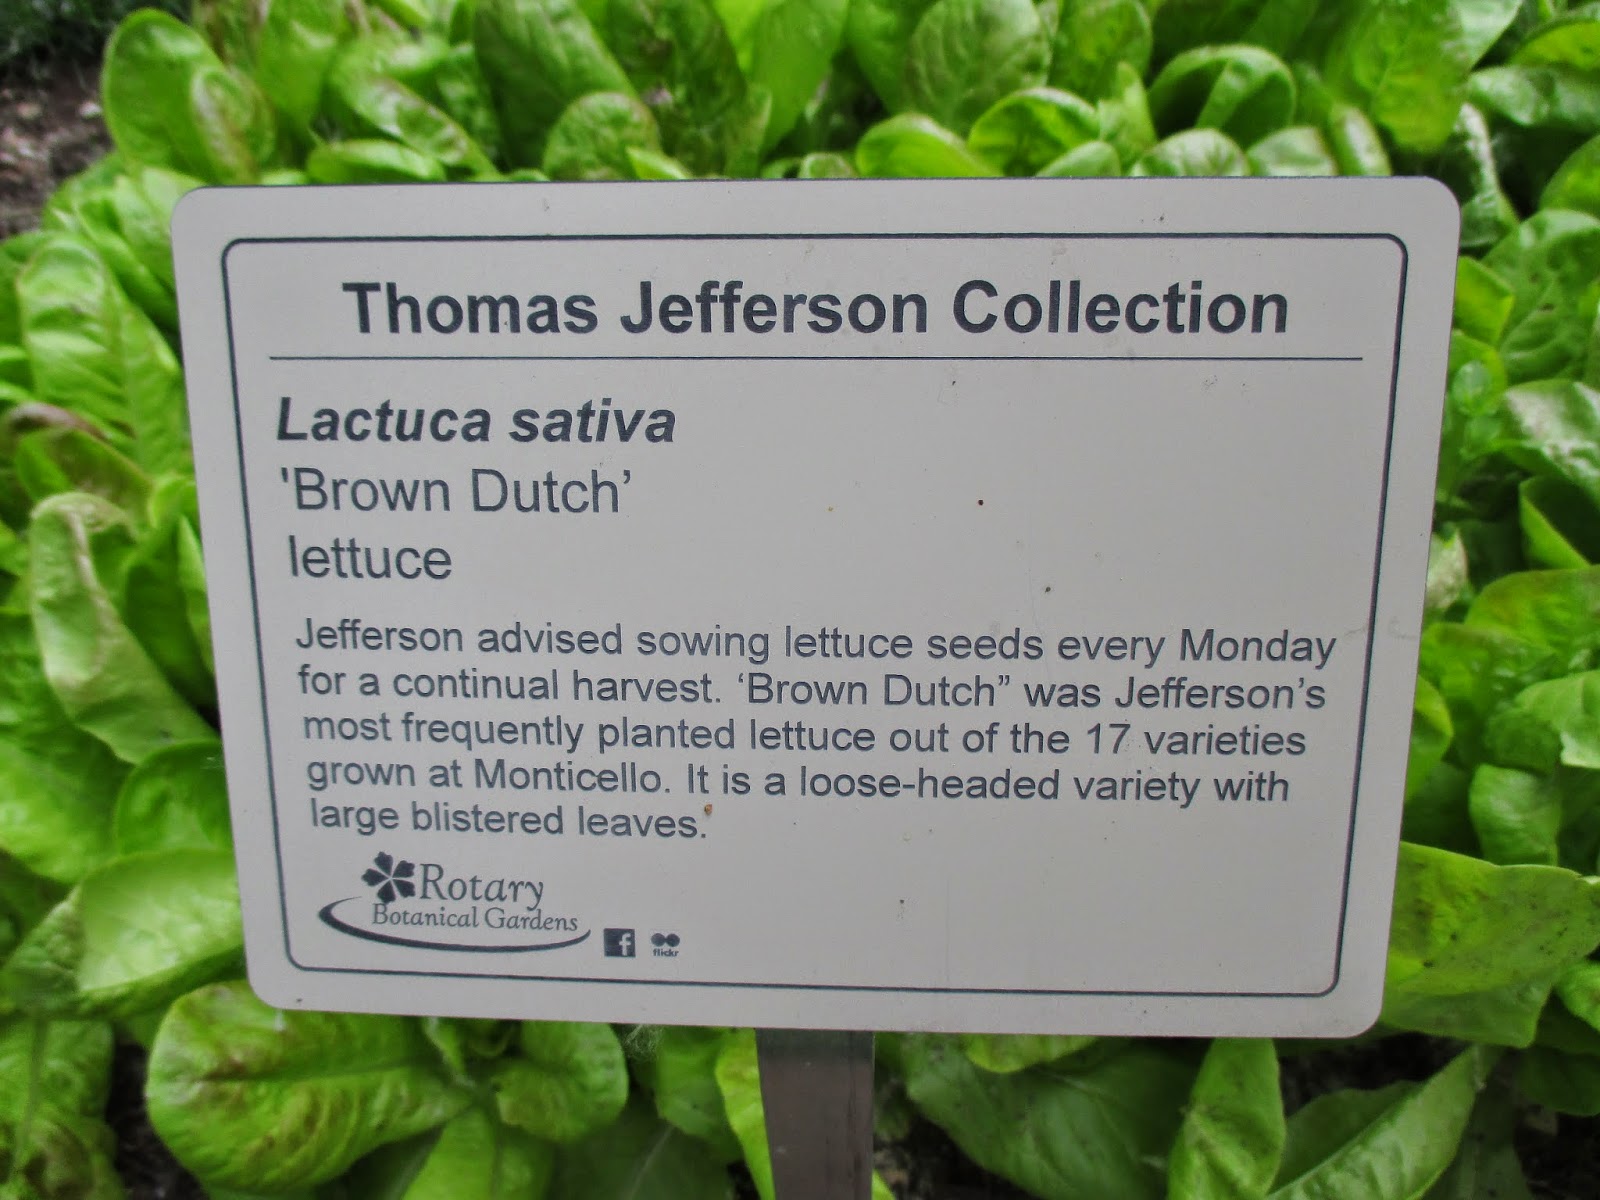 Thomas Jefferson Collection
Lactuca sativa
'Brown Dutch’
lettuce
Jefferson advised sowing lettuce seeds every Monday
for a continual harvest. ‘Brown Dutch” was Jefferson’s
most frequently planted lettuce out of the 17 varieties
grown at Monticello. It is a loose-headed variety with
large blistered leaves.
Rotary
Botanical Gardens
f
flickr